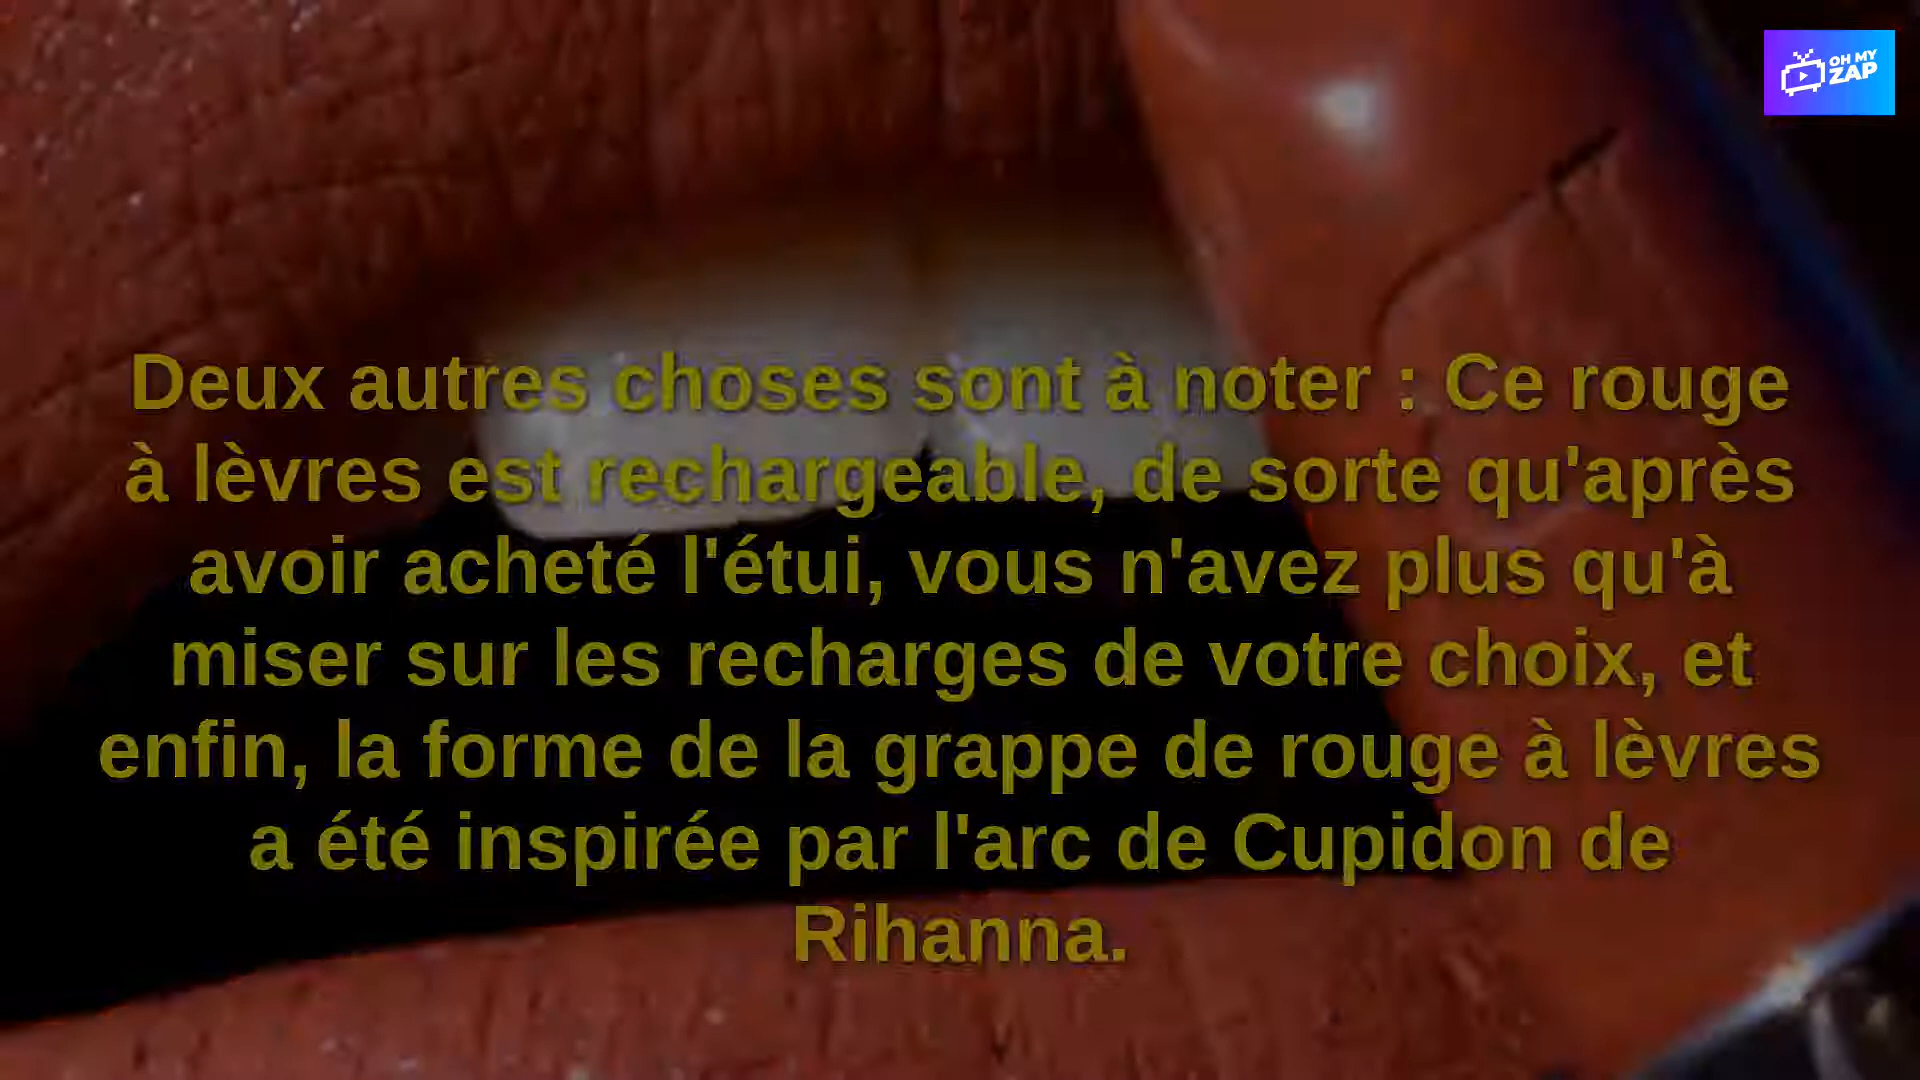 OH MY
ZAP
Deux autres choses sont à noter : Ce rouge
à lèvres est rechargeable, de sorte qu'après
avoir acheté l'étui, vous n'avez plus qu'à
miser sur les recharges de votre choix, et
enfin, la forme de la grappe de rouge à lèvres
a été inspirée par l'arc de Cupidon de
Rihanna.